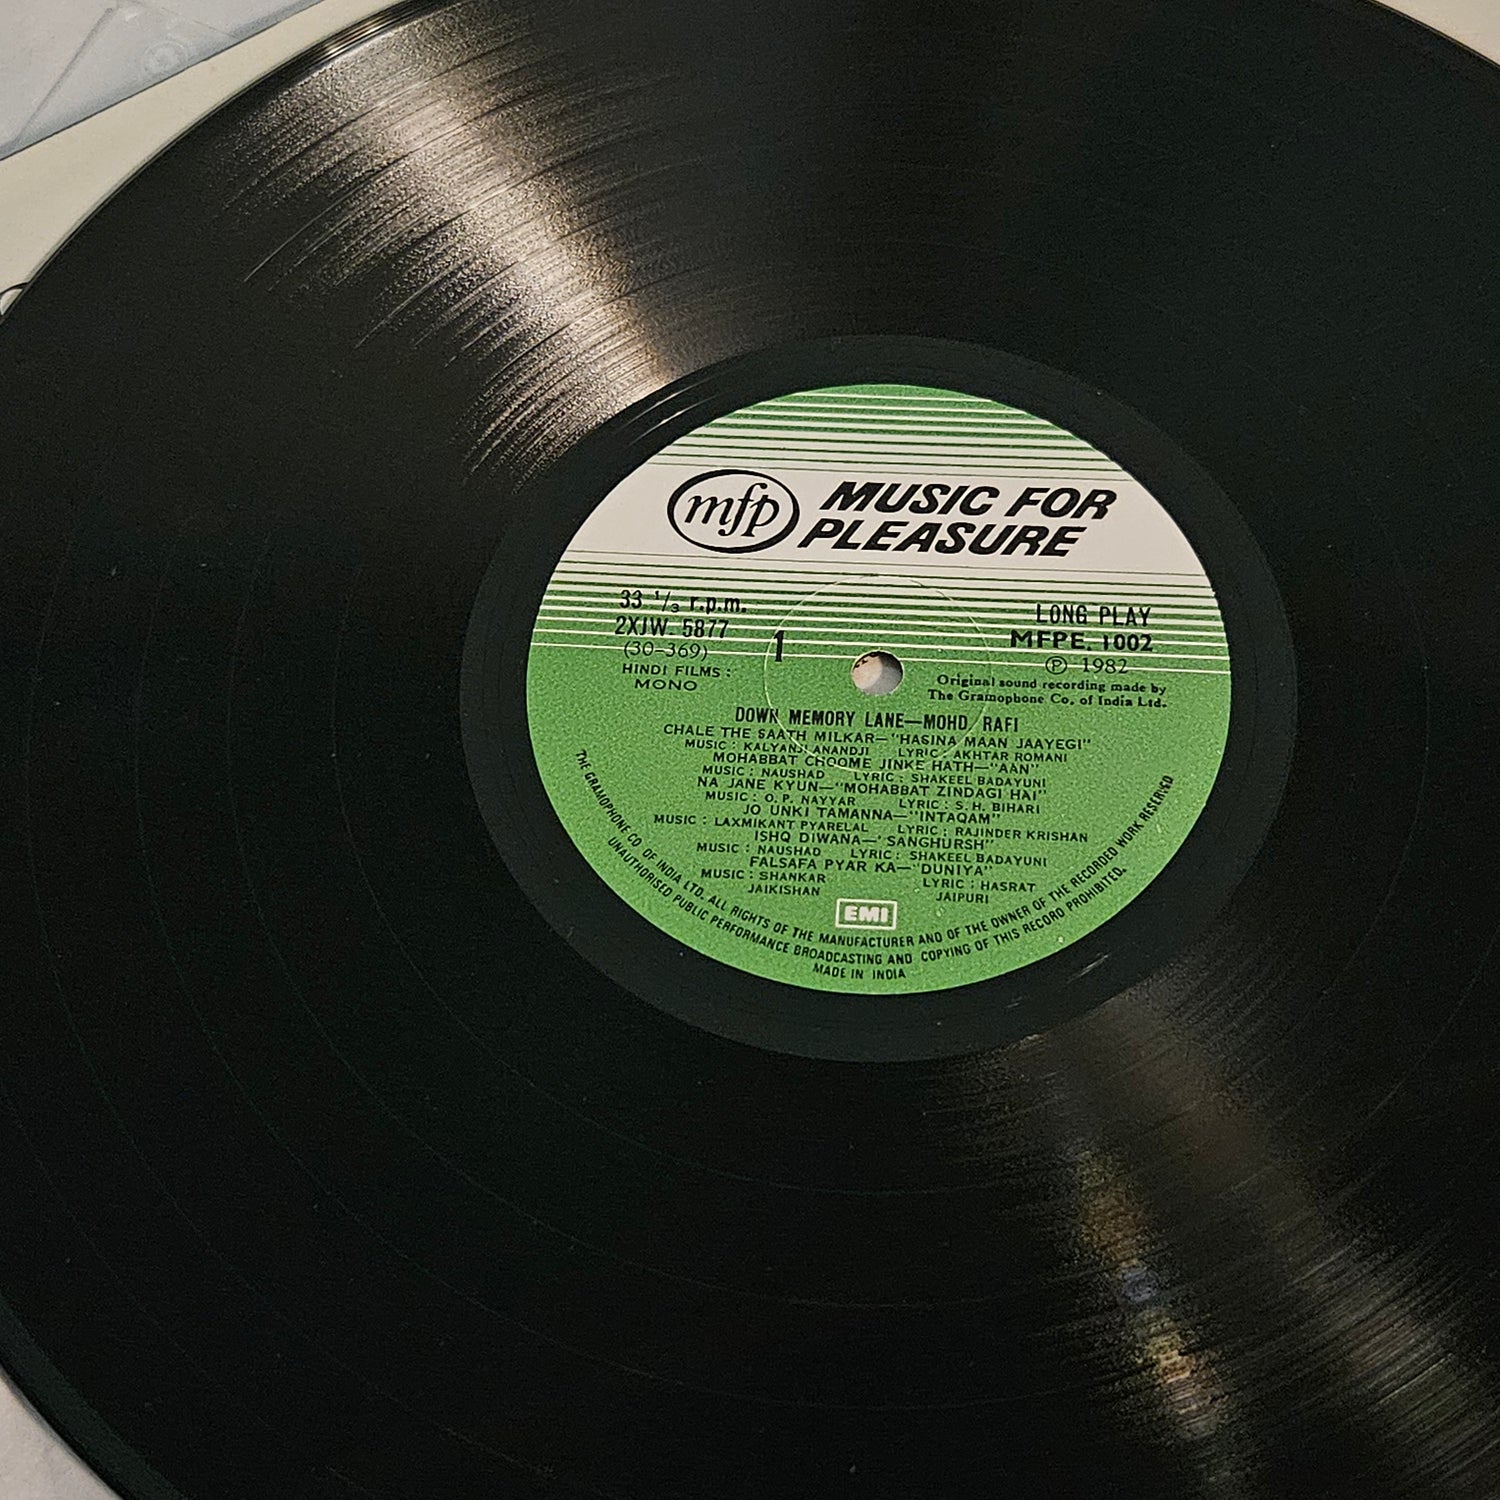 mfp MUSIC FOR
PLEASURE
33 1/3 r.p.m.
2XJW. 5877
(30-369)
HINDI FILMS :
MONO
1
LONG PLAY
MFPE. 1002
℗ 1982
Original sound recording made by
The Gramophone Co. of India Ltd.
DOWN MEMORY LANE—MOHD. RAFI
CHALE THE SAATH MILKAR—"HASINA MAAN JAAYEGI"
MUSIC : KALYANJI ANANDJI LYRIC : AKHTAR ROMANI
MOHABBAT CHOOME JINKE HATH—"AAN"
MUSIC : NAUSHAD LYRIC : SHAKEEL BADAYUNI
NA JANE KYUN—"MOHABBAT ZINDAGI HAI"
MUSIC : O. P. NAYYAR LYRIC : S. H. BIHARI
JO UNKI TAMANNA—"INTAQAM"
MUSIC : LAXMIKANT PYARELAL LYRIC : RAJINDER KRISHAN
ISHQ DIWANA—"SANGHURSH"
MUSIC : NAUSHAD LYRIC : SHAKEEL BADAYUNI
FALSAFA PYAR KA—"DUNIYA"
MUSIC : SHANKAR LYRIC : HASRAT
JAIKISHAN JAIPURI
EMI
THE GRAMOPHONE CO. OF INDIA LTD. ALL RIGHTS OF THE MANUFACTURER AND OF THE OWNER OF THE RECORDED WORK RESERVED
UNAUTHORISED PUBLIC PERFORMANCE BROADCASTING AND COPYING OF THIS RECORD PROHIBITED.
MADE IN INDIA